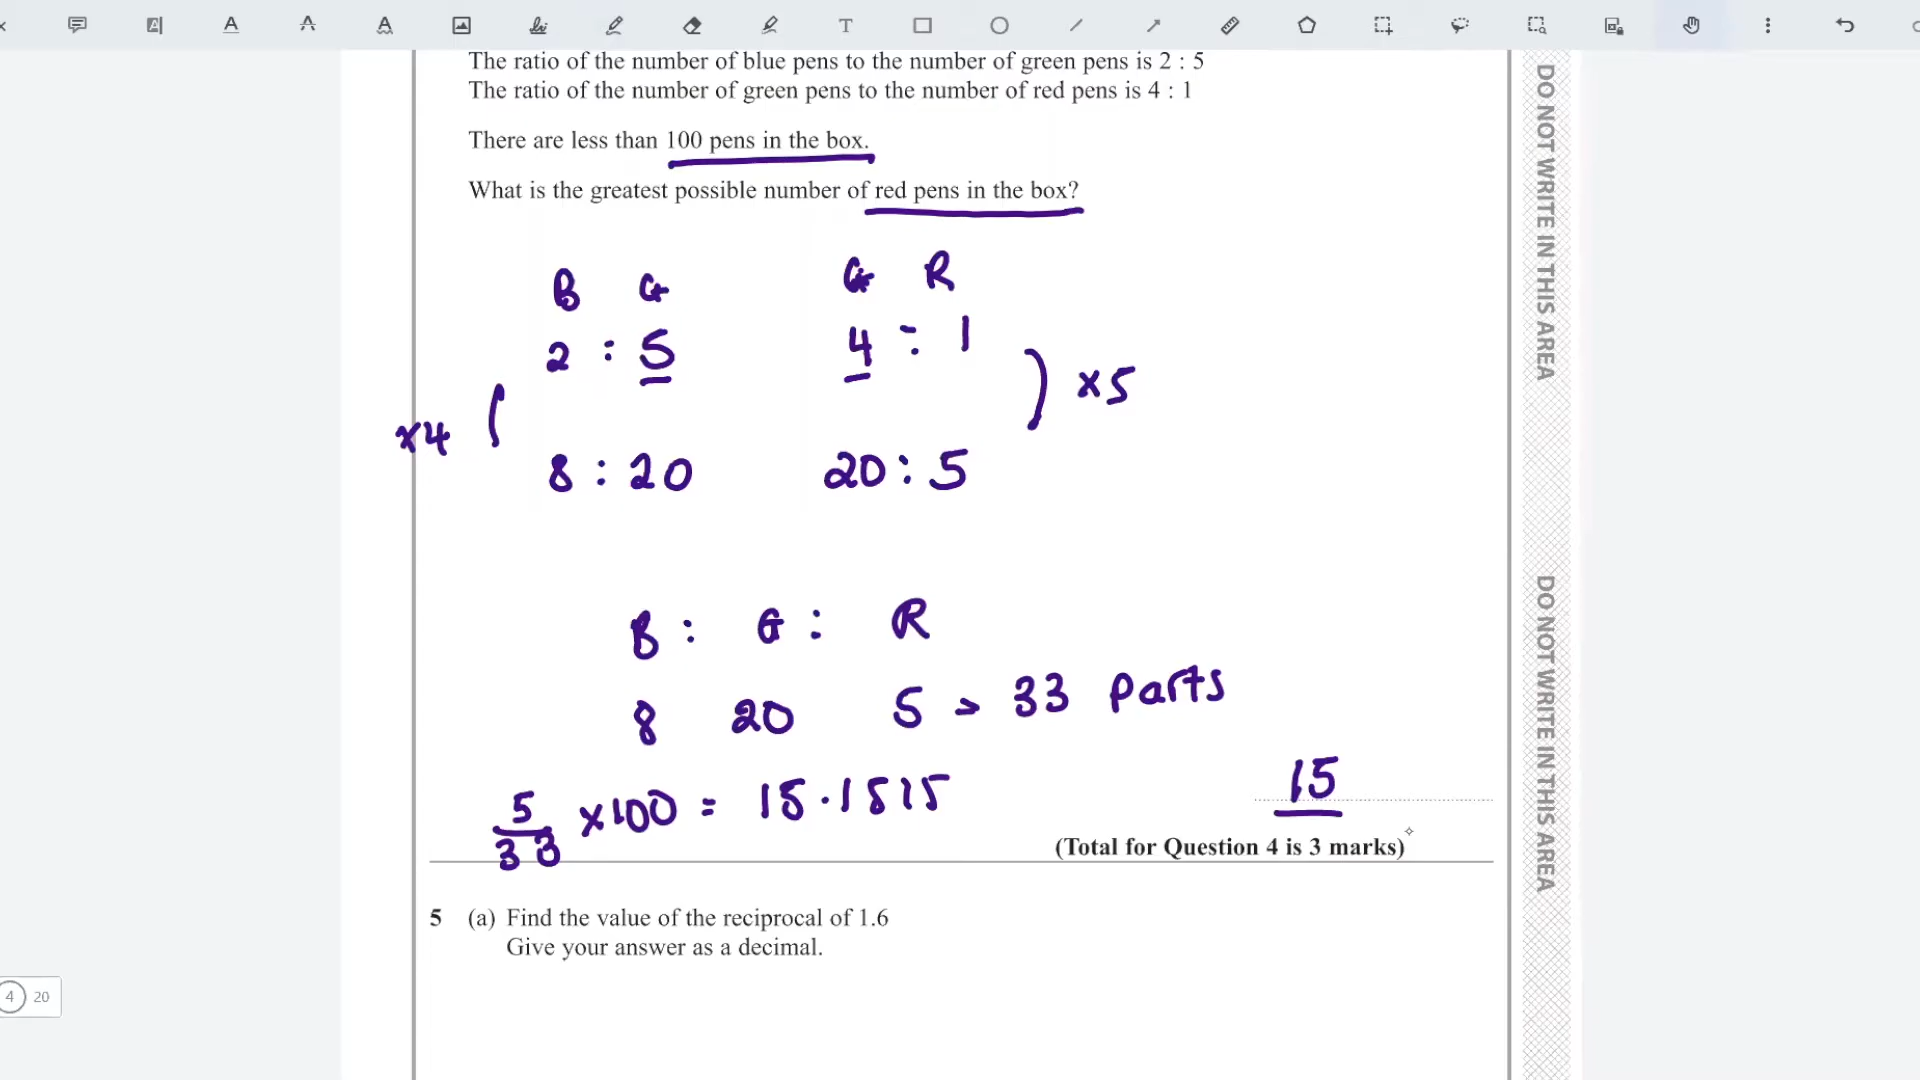 The ratio of the number of blue pens to the number of green pens is 2 : 5
The ratio of the number of green pens to the number of red pens is 4 : 1
There are less than 100 pens in the box.
What is the greatest possible number of red pens in the box?
B G G R
2 : 5 4 : 1
x4 x5
8 : 20 20 : 5
B : G : R
8 20 5 = 33 parts
5/33 x100 = 15.1515
15
(Total for Question 4 is 3 marks)
5 (a) Find the value of the reciprocal of 1.6
Give your answer as a decimal.
4 20
DO NOT WRITE IN THIS AREA
DO NOT WRITE IN THIS AREA